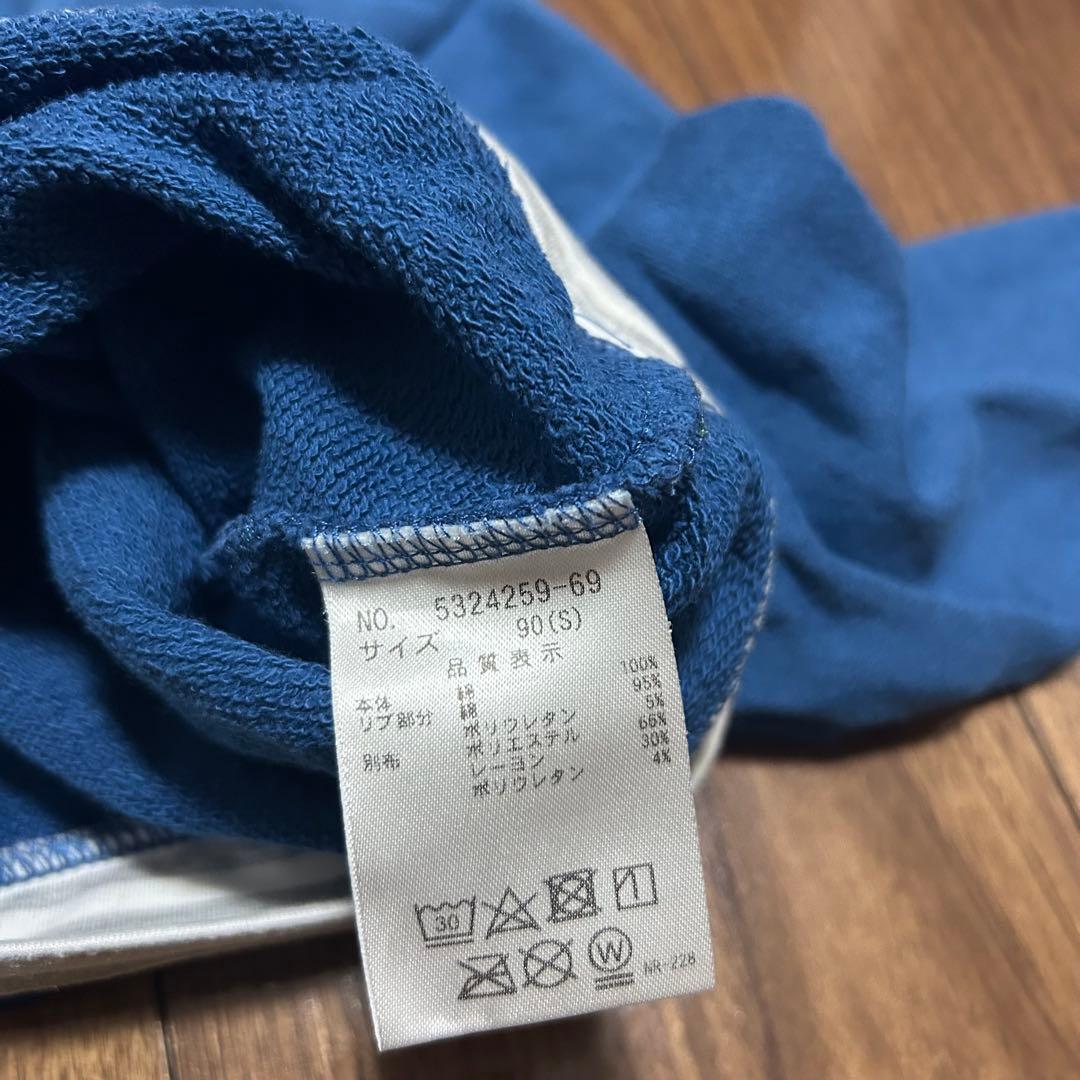 NO. 5324259-69
サイズ 90(S)
品質表示
本体 綿 100%
リブ部分 綿 95%
ポリウレタン 5%
別布 ポリエステル 66%
レーヨン 30%
ポリウレタン 4%
30
W
NR-228